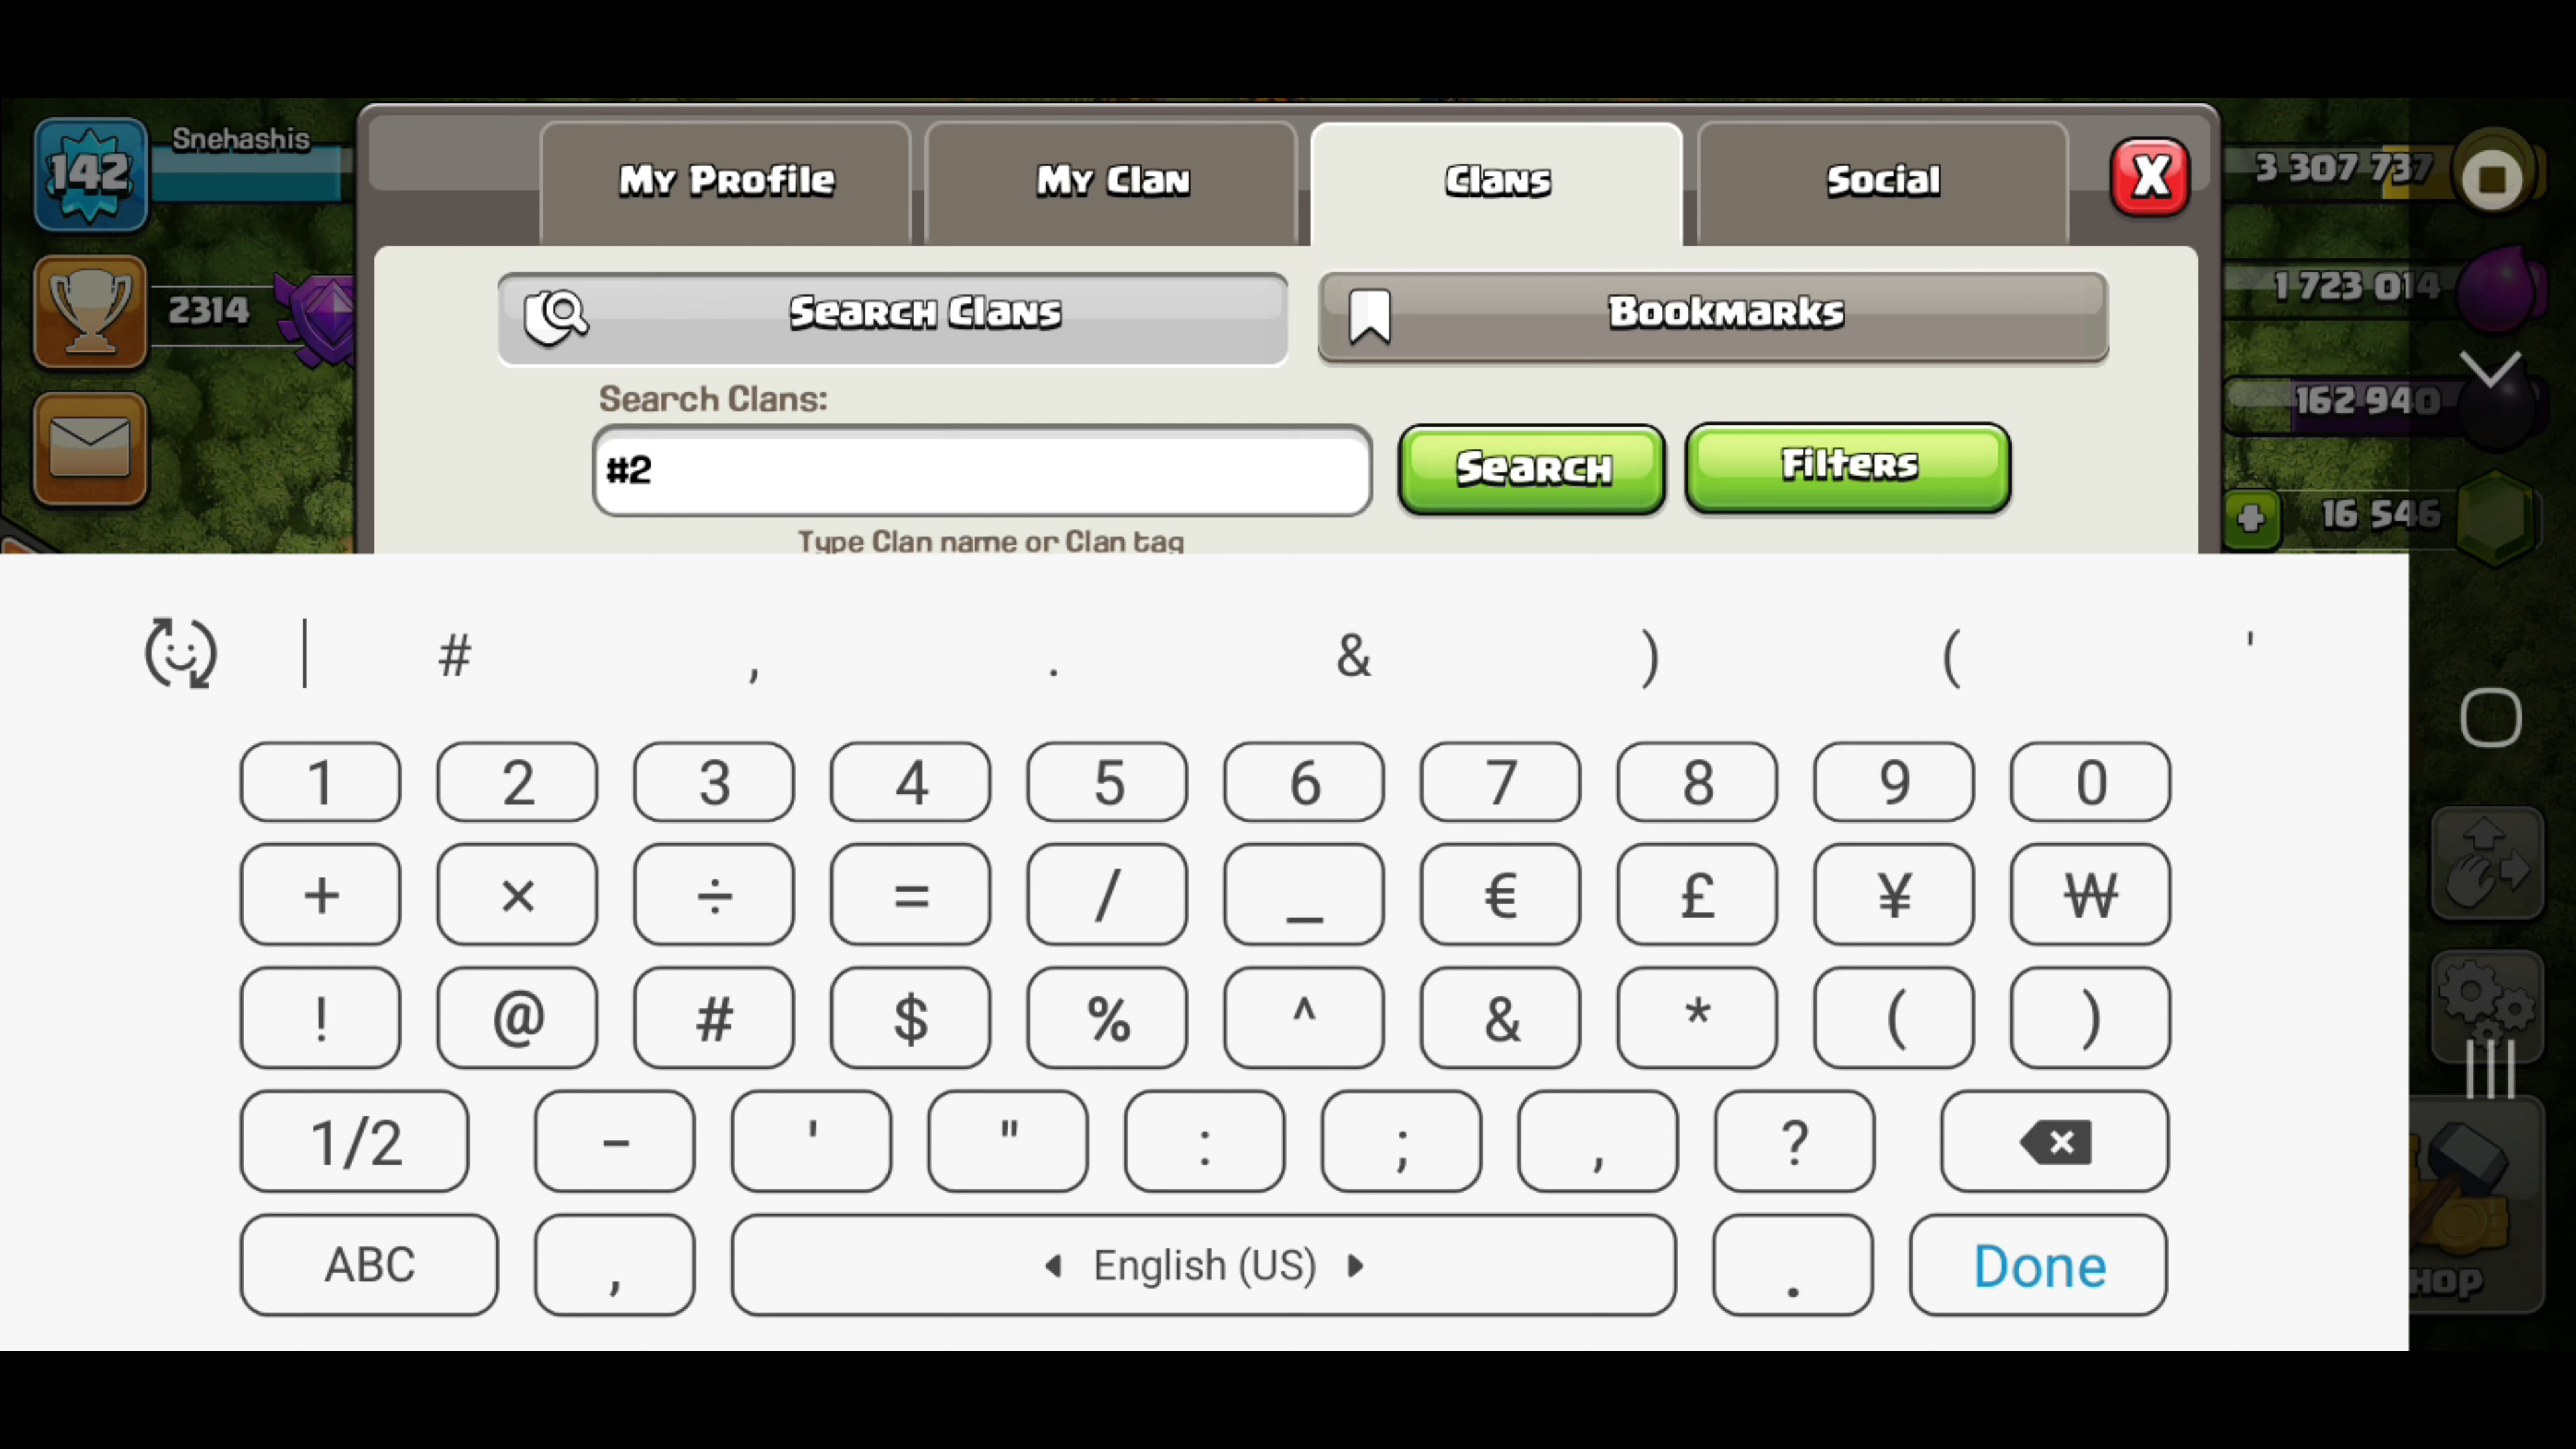 142
Snehashis
My Profile
My Clan
Clans
Social
X
3 307 737
2314
Search Clans
Bookmarks
1 723 014
Search Clans:
162 940
#2
Search
Filters
16 546
Type Clan name or Clan tag
# , . & ) ( '
1 2 3 4 5 6 7 8 9 0
+ × ÷ = / _ € £ ¥ ₩
! @ # $ % ^ & * ( )
1/2 - ' " : ; , ?
ABC , English (US) . Done
HOP